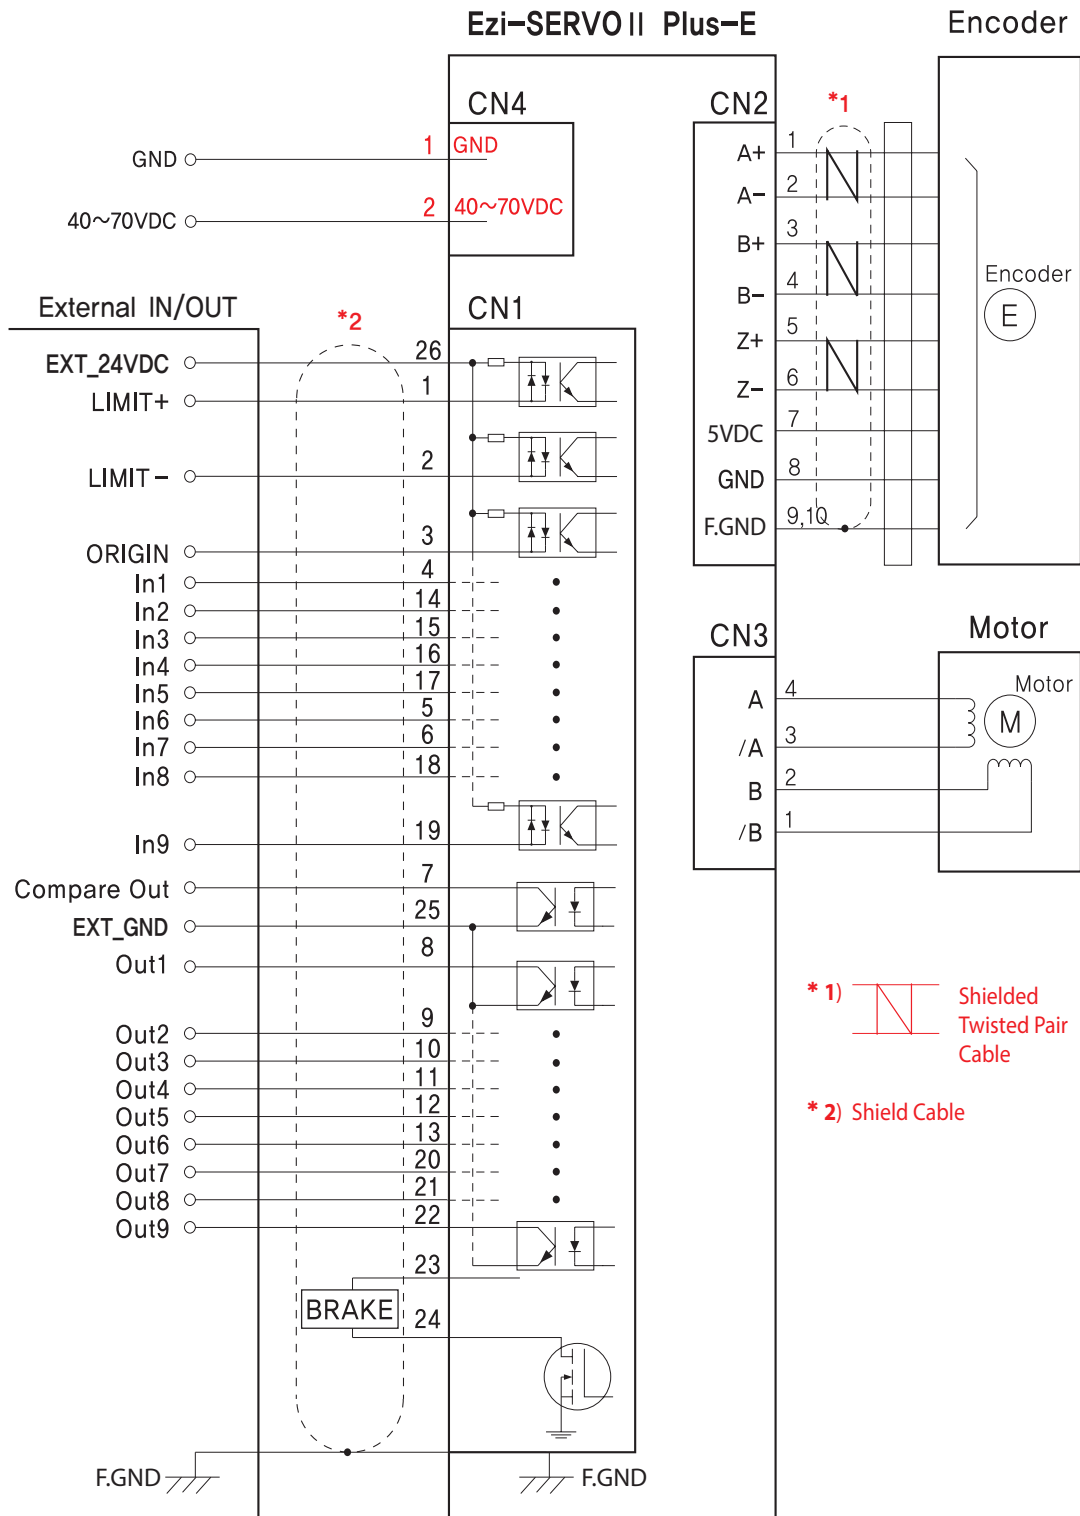 Ezi-SERVO II Plus-E
Encoder
CN4
GND
1 GND
40~70VDC
2 40~70VDC
CN2
*1
A+ 1
A- 2
B+ 3
B- 4
Z+ 5
Z- 6
5VDC 7
GND 8
F.GND 9,10
Encoder
E
External IN/OUT
*2
CN1
EXT_24VDC 26
LIMIT+ 1
LIMIT- 2
ORIGIN 3
In1 4
In2 14
In3 15
In4 16
In5 17
In6 5
In7 6
In8 18
In9 19
Compare Out 7
EXT_GND 25
Out1 8
Out2 9
Out3 10
Out4 11
Out5 12
Out6 13
Out7 20
Out8 21
Out9 22
23
BRAKE 24
F.GND
F.GND
CN3
Motor
A 4
/A 3
B 2
/B 1
Motor
M
* 1) Shielded
Twisted Pair
Cable
* 2) Shield Cable